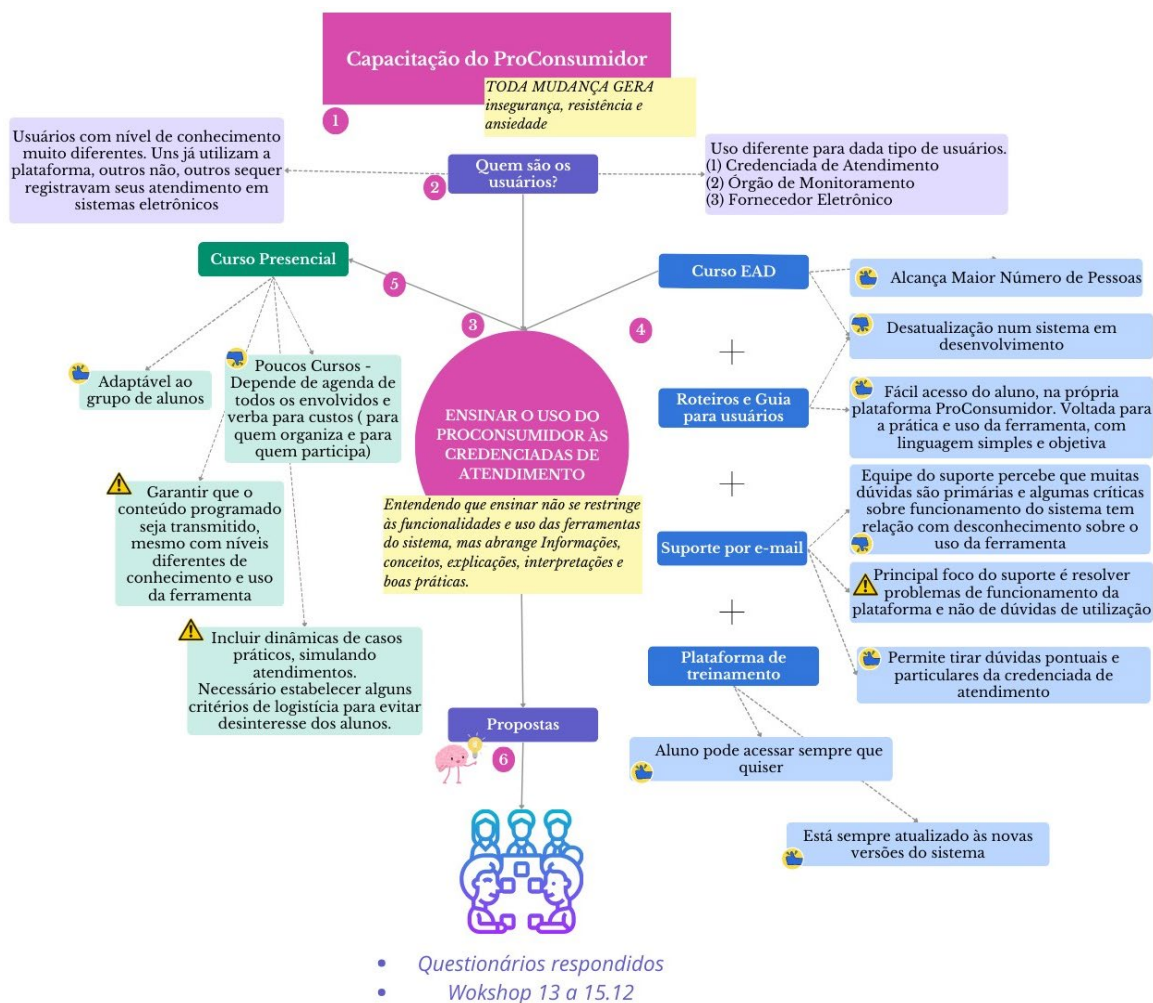 Capacitação do ProConsumidor
TODA MUDANÇA GERA
insegurança, resistência e
ansiedade
1
Usuários com nível de conhecimento
muito diferentes. Uns já utilizam a
plataforma, outros não, outros sequer
registravam seus atendimento em
sistemas eletrônicos
Quem são os
usuários?
2
Uso diferente para dada tipo de usuários.
(1) Credenciada de Atendimento
(2) Órgão de Monitoramento
(3) Fornecedor Eletrônico
Curso Presencial
5
3
Adaptável ao
grupo de alunos
Poucos Cursos -
Depende de agenda de
todos os envolvidos e
verba para custos ( para
quem organiza e para
quem participa)
Garantir que o
conteúdo programado
seja transmitido,
mesmo com níveis
diferentes de
conhecimento e uso
da ferramenta
Incluir dinâmicas de casos
práticos, simulando
atendimentos.
Necessário estabelecer alguns
critérios de logistícia para evitar
desinteresse dos alunos.
ENSINAR O USO DO
PROCONSUMIDOR ÀS
CREDENCIADAS DE
ATENDIMENTO
Entendendo que ensinar não se restringe
às funcionalidades e uso das ferramentas
do sistema, mas abrange Informações,
conceitos, explicações, interpretações e
boas práticas.
4
Curso EAD
Alcança Maior Número de Pessoas
Desatualização num sistema em
desenvolvimento
+
Roteiros e Guia
para usuários
Fácil acesso do aluno, na própria
plataforma ProConsumidor. Voltada para
a prática e uso da ferramenta, com
linguagem simples e objetiva
+
Suporte por e-mail
Equipe do suporte percebe que muitas
dúvidas são primárias e algumas críticas
sobre funcionamento do sistema tem
relação com desconhecimento sobre o
uso da ferramenta
Principal foco do suporte é resolver
problemas de funcionamento da
plataforma e não de dúvidas de utilização
Permite tirar dúvidas pontuais e
particulares da credenciada de
atendimento
+
Plataforma de
treinamento
Aluno pode acessar sempre que
quiser
Está sempre atualizado às novas
versões do sistema
Propostas
6
• Questionários respondidos
• Wokshop 13 a 15.12